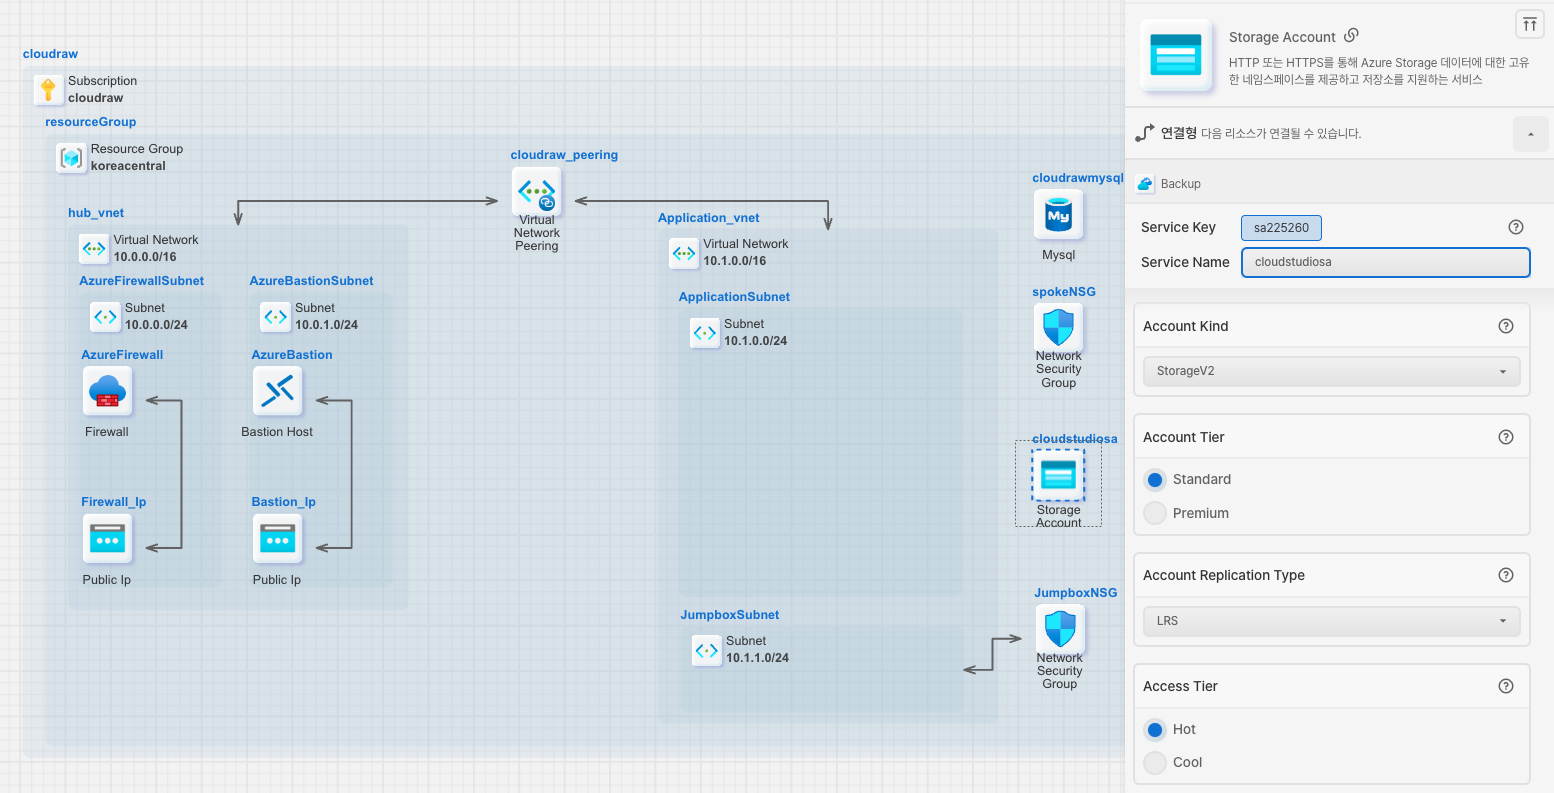 cloudraw
Subscription
cloudraw
resourceGroup
Resource Group
koreacentral
cloudraw_peering
Virtual
Network
Peering
hub_vnet
Virtual Network
10.0.0.0/16
AzureFirewallSubnet
Subnet
10.0.0.0/24
AzureBastionSubnet
Subnet
10.0.1.0/24
AzureFirewall
Firewall
AzureBastion
Bastion Host
Firewall_Ip
Public Ip
Bastion_Ip
Public Ip
Application_vnet
Virtual Network
10.1.0.0/16
ApplicationSubnet
Subnet
10.1.0.0/24
JumpboxSubnet
Subnet
10.1.1.0/24
cloudrawmysql
My
Mysql
spokeNSG
Network
Security
Group
cloudstudiosa
Storage
Account
JumpboxNSG
Network
Security
Group
Storage Account
HTTP 또는 HTTPS를 통해 Azure Storage 데이터에 대한 고유
한 네임스페이스를 제공하고 저장소를 지원하는 서비스
연결형 다음 리소스가 연결될 수 있습니다.
Backup
Service Key sa225260
Service Name cloudstudiosa
Account Kind
StorageV2
Account Tier
Standard
Premium
Account Replication Type
LRS
Access Tier
Hot
Cool